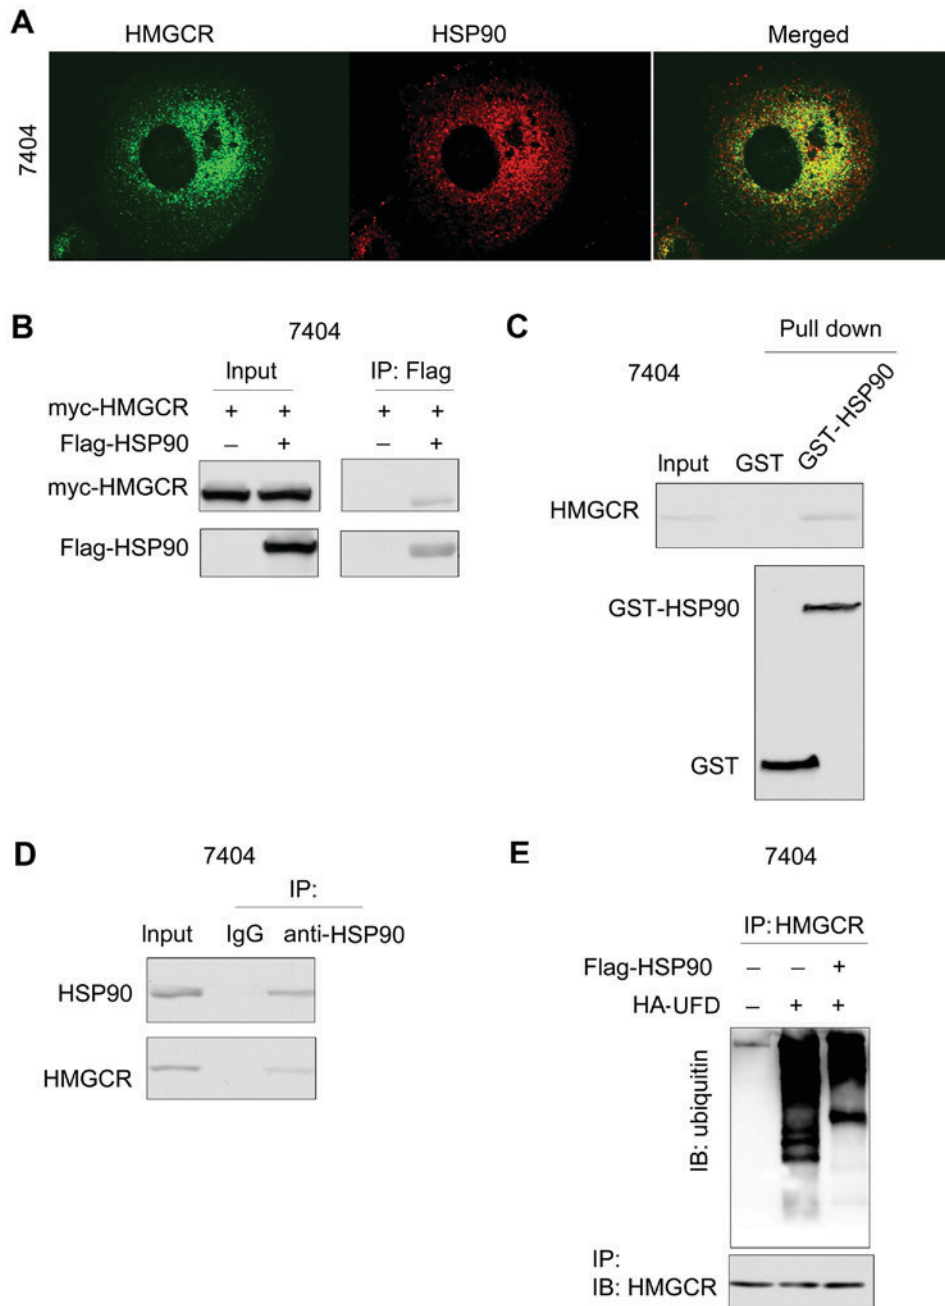 A
HMGCR HSP90 Merged
7404
B
7404
Input IP: Flag
myc-HMGCR + + + +
Flag-HSP90 – + – +
myc-HMGCR
Flag-HSP90
C
Pull down
7404
Input GST GST-HSP90
HMGCR
GST-HSP90
GST
D
7404
IP:
Input IgG anti-HSP90
HSP90
HMGCR
E
7404
IP: HMGCR
Flag-HSP90 – – +
HA-UFD – + +
IB: ubiquitin
IP:
IB: HMGCR